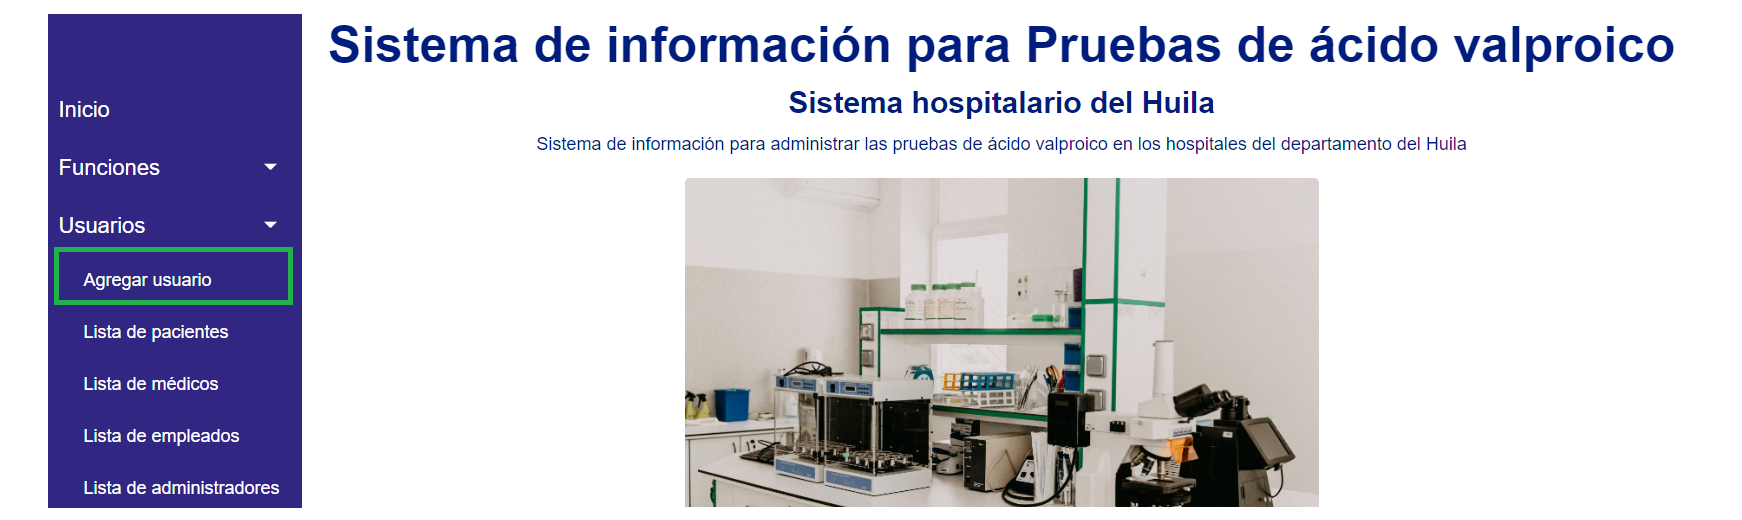 Sistema de información para Pruebas de ácido valproico
Sistema hospitalario del Huila
Sistema de información para administrar las pruebas de ácido valproico en los hospitales del departamento del Huila
Inicio
Funciones
Usuarios
Agregar usuario
Lista de pacientes
Lista de médicos
Lista de empleados
Lista de administradores